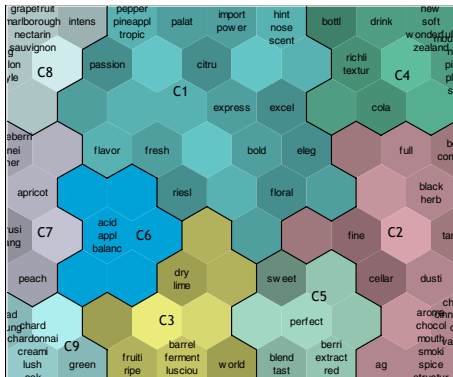 grapefruit
marlborough
nectarin
sauvignon
intens
pepper
pineappl
tropic
palat
import
power
hint
nose
scent
bottl
drink
new
soft
wonderful
zealand
C8
passion
C1
citru
richli
textur
C4
express
excel
cola
flavor
fresh
bold
eleg
full
apricot
riesl
floral
black
herb
C7
acid
appl
balanc
C6
fine
C2
peach
dry
lime
sweet
cellar
dusti
C5
C3
perfect
chard
chardonnai
creami
lush
C9
green
fruiti
ripe
barrel
ferment
lusciou
world
blend
tast
berri
extract
red
ag
chocol
mouth
smoki
spice